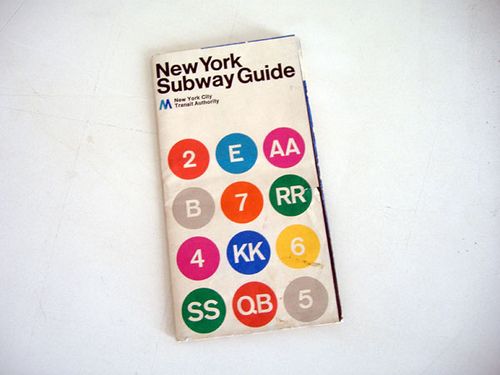 New York
Subway Guide
New York City
Transit Authority
2 E AA
B 7 RR
4 KK 6
SS QB 5